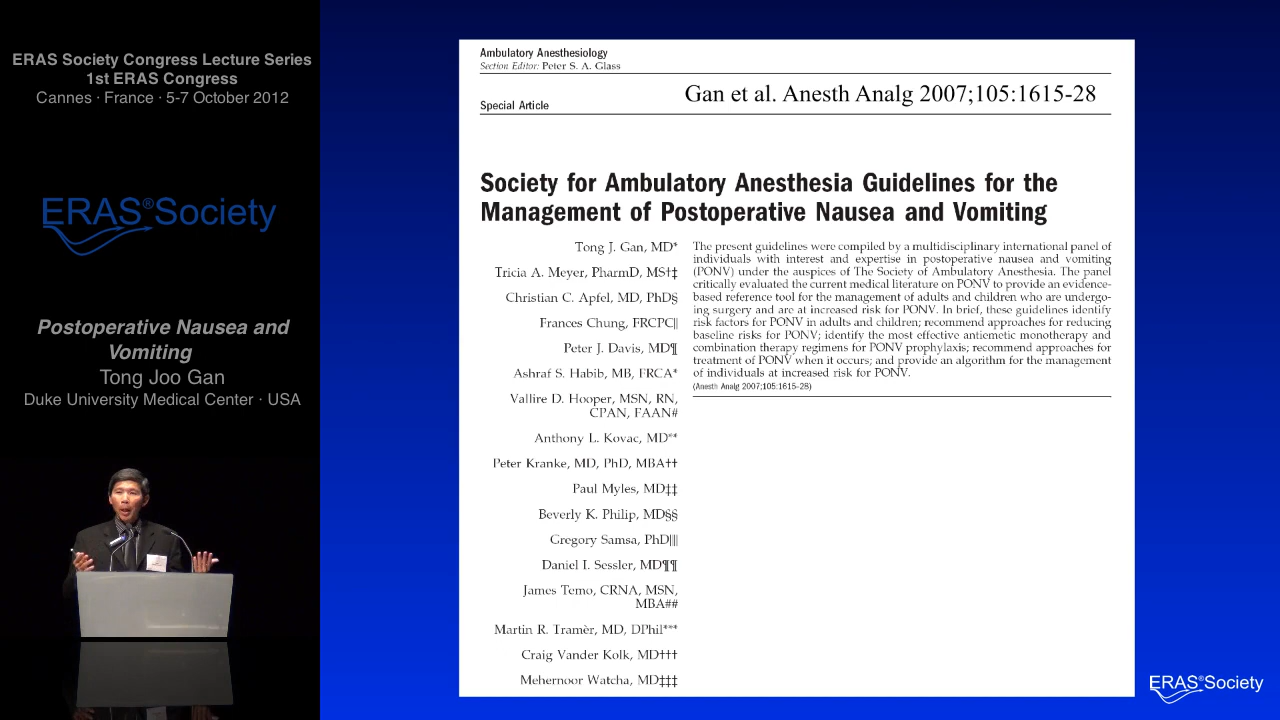 ERAS Society Congress Lecture Series
1st ERAS Congress
Cannes · France · 5-7 October 2012
ERAS®Society
Postoperative Nausea and
Vomiting
Tong Joo Gan
Duke University Medical Center · USA
Ambulatory Anesthesiology
Section Editor: Peter S. A. Glass
Special Article
Gan et al. Anesth Analg 2007;105:1615-28
Society for Ambulatory Anesthesia Guidelines for the
Management of Postoperative Nausea and Vomiting
Tong J. Gan, MD*
Tricia A. Meyer, PharmD, MS†‡
Christian C. Apfel, MD, PhD§
Frances Chung, FRCPC‖
Peter J. Davis, MD¶
Ashraf S. Habib, MB, FRCA*
Vallire D. Hooper, MSN, RN,
CPAN, FAAN#
Anthony L. Kovac, MD**
Peter Kranke, MD, PhD, MBA††
Paul Myles, MD‡‡
Beverly K. Philip, MD§§
Gregory Samsa, PhD‖‖
Daniel I. Sessler, MD¶¶
James Temo, CRNA, MSN,
MBA##
Martin R. Tramèr, MD, DPhil***
Craig Vander Kolk, MD†††
Mehernoor Watcha, MD‡‡‡
The present guidelines were compiled by a multidisciplinary international panel of
individuals with interest and expertise in postoperative nausea and vomiting
(PONV) under the auspices of The Society of Ambulatory Anesthesia. The panel
critically evaluated the current medical literature on PONV to provide an evidence-
based reference tool for the management of adults and children who are undergo-
ing surgery and are at increased risk for PONV. In brief, these guidelines identify
risk factors for PONV in adults and children; recommend approaches for reducing
baseline risks for PONV; identify the most effective antiemetic monotherapy and
combination therapy regimens for PONV prophylaxis; recommend approaches for
treatment of PONV when it occurs; and provide an algorithm for the management
of individuals at increased risk for PONV.
(Anesth Analg 2007;105:1615-28)
ERAS®Society